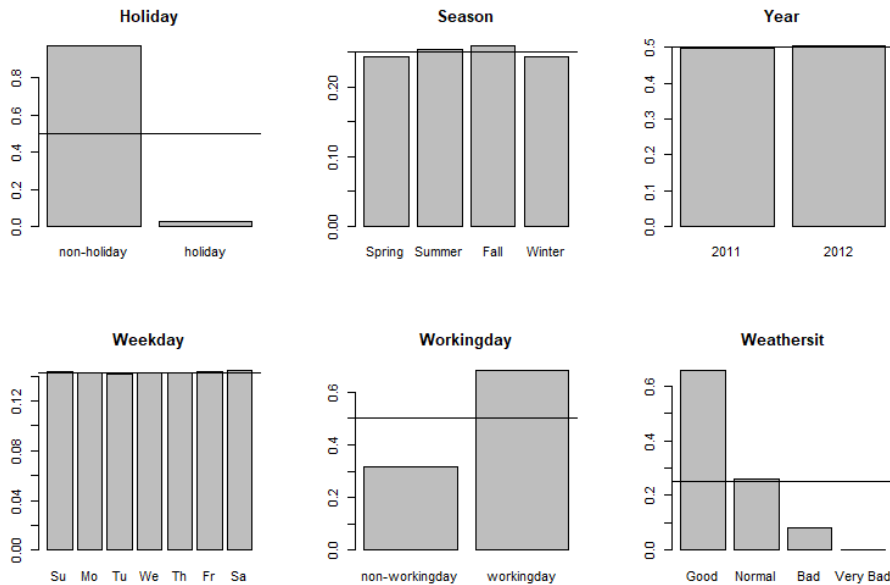 Holiday
0.0 0.2 0.4 0.6 0.8
non-holiday holiday
Season
0.00 0.10 0.20
Spring Summer Fall Winter
Year
0.0 0.1 0.2 0.3 0.4 0.5
2011 2012
Weekday
0.00 0.04 0.08 0.12
Su Mo Tu We Th Fr Sa
Workingday
0.0 0.2 0.4 0.6
non-workingday workingday
Weathersit
0.0 0.2 0.4 0.6
Good Normal Bad Very Bad